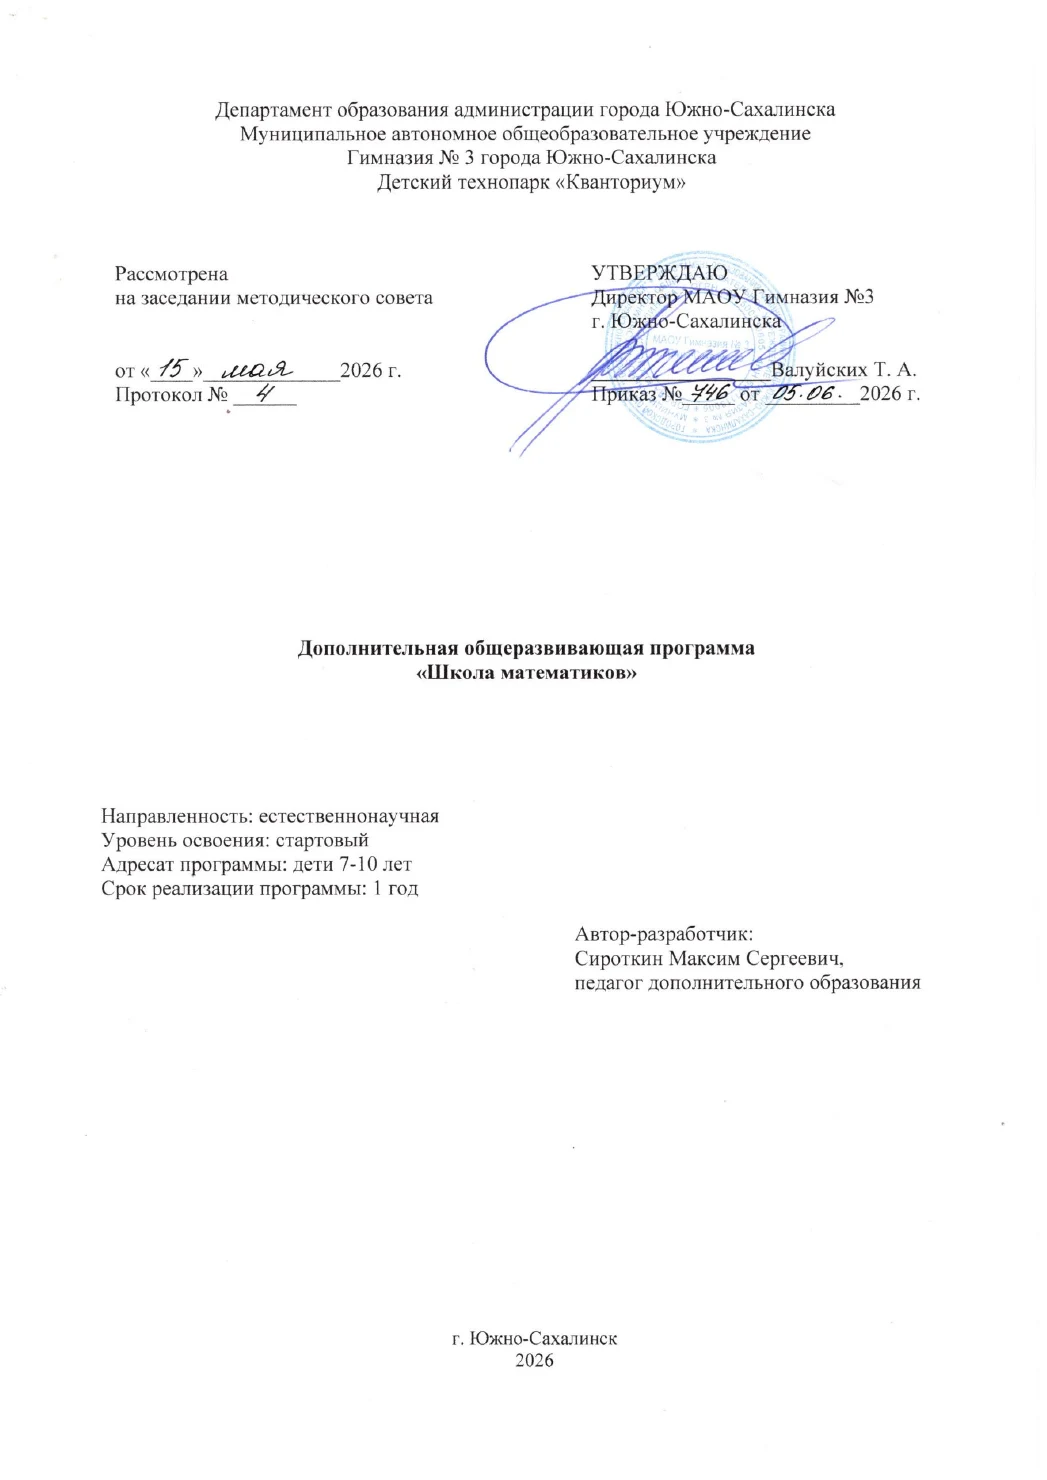 Департамент образования администрации города Южно-Сахалинска
Муниципальное автономное общеобразовательное учреждение
Гимназия № 3 города Южно-Сахалинска
Детский технопарк «Кванториум»
Рассмотрена
на заседании методического совета
от «15» мая 2026 г.
Протокол № 4
УТВЕРЖДАЮ
Директор МАОУ Гимназия №3
г. Южно-Сахалинска
Валуйских Т. А.
Приказ № 446 от 05.06. 2026 г.
Дополнительная общеразвивающая программа
«Школа математиков»
Направленность: естественнонаучная
Уровень освоения: стартовый
Адресат программы: дети 7-10 лет
Срок реализации программы: 1 год
Автор-разработчик:
Сироткин Максим Сергеевич,
педагог дополнительного образования
г. Южно-Сахалинск
2026